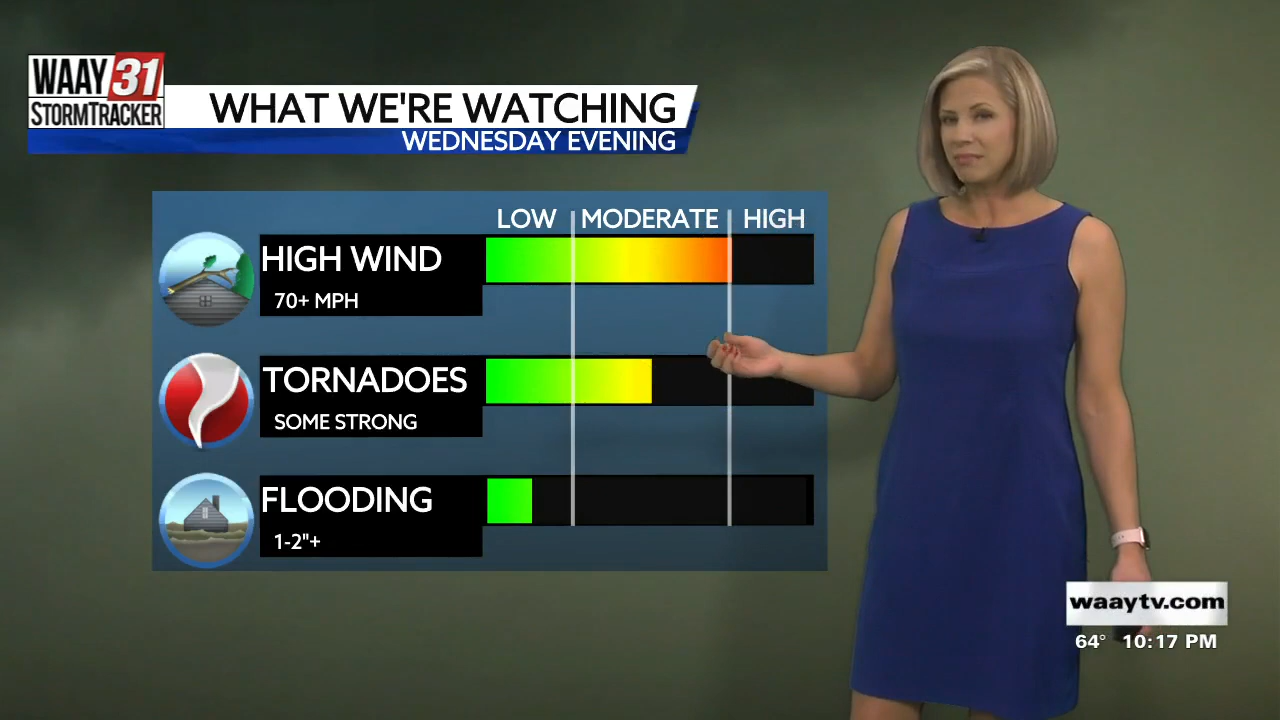 WAAY 31
STORMTRACKER
WHAT WE'RE WATCHING
WEDNESDAY EVENING
LOW MODERATE HIGH
HIGH WIND
70+ MPH
TORNADOES
SOME STRONG
FLOODING
1-2"+
waaytv.com
64° 10:17 PM